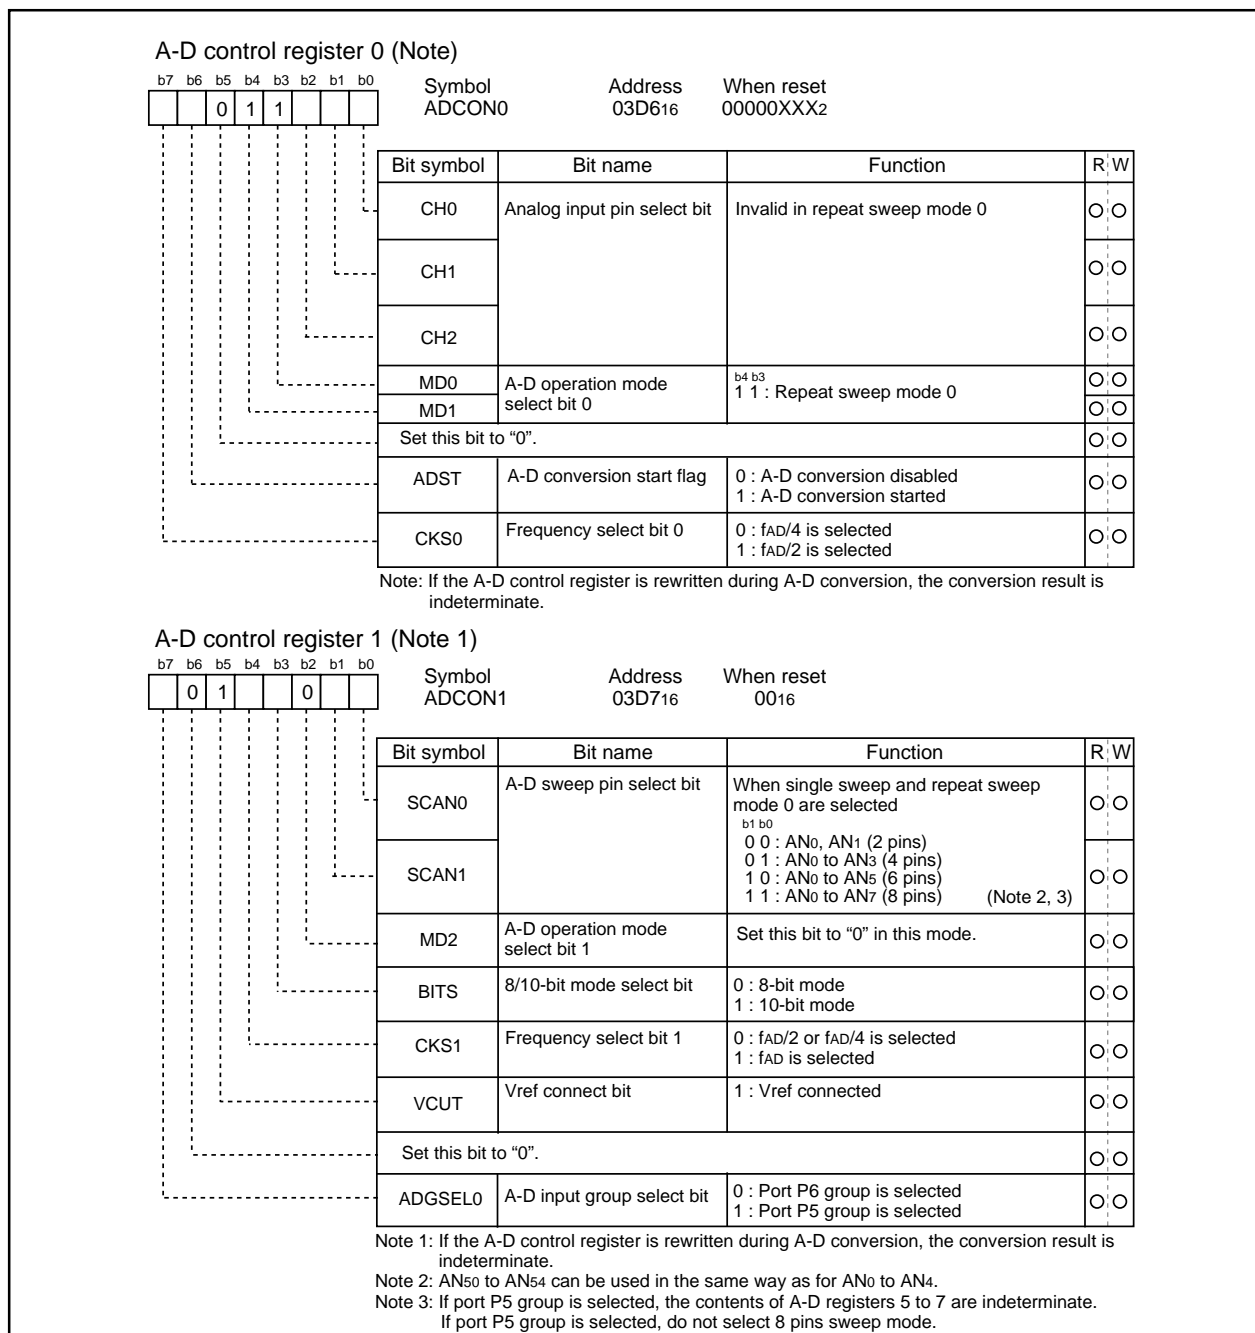 A-D control register 0 (Note)
b7 b6 b5 b4 b3 b2 b1 b0
0 1 1
Symbol Address When reset
ADCON0 03D616 00000XXX2
Bit symbol Bit name Function R W
CH0 Analog input pin select bit Invalid in repeat sweep mode 0
CH1
CH2
MD0 A-D operation mode select bit 0 b4 b3
1 1 : Repeat sweep mode 0
MD1
Set this bit to “0”.
ADST A-D conversion start flag 0 : A-D conversion disabled
1 : A-D conversion started
CKS0 Frequency select bit 0 0 : fAD/4 is selected
1 : fAD/2 is selected
Note: If the A-D control register is rewritten during A-D conversion, the conversion result is
indeterminate.
A-D control register 1 (Note 1)
b7 b6 b5 b4 b3 b2 b1 b0
0 1 0
Symbol Address When reset
ADCON1 03D716 0016
Bit symbol Bit name Function R W
SCAN0 A-D sweep pin select bit When single sweep and repeat sweep
mode 0 are selected
b1 b0
0 0 : AN0, AN1 (2 pins)
0 1 : AN0 to AN3 (4 pins)
SCAN1 1 0 : AN0 to AN5 (6 pins)
1 1 : AN0 to AN7 (8 pins) (Note 2, 3)
MD2 A-D operation mode select bit 1 Set this bit to “0” in this mode.
BITS 8/10-bit mode select bit 0 : 8-bit mode
1 : 10-bit mode
CKS1 Frequency select bit 1 0 : fAD/2 or fAD/4 is selected
1 : fAD is selected
VCUT Vref connect bit 1 : Vref connected
Set this bit to “0”.
ADGSEL0 A-D input group select bit 0 : Port P6 group is selected
1 : Port P5 group is selected
Note 1: If the A-D control register is rewritten during A-D conversion, the conversion result is
indeterminate.
Note 2: AN50 to AN54 can be used in the same way as for AN0 to AN4.
Note 3: If port P5 group is selected, the contents of A-D registers 5 to 7 are indeterminate.
If port P5 group is selected, do not select 8 pins sweep mode.